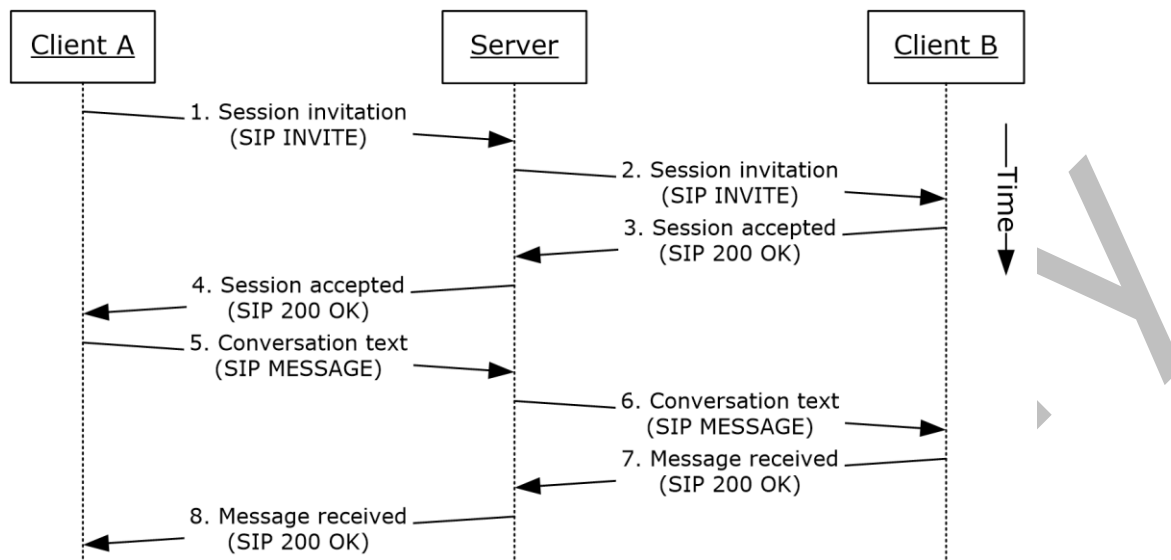 Client A
Server
Client B
1. Session invitation
(SIP INVITE)
2. Session invitation
(SIP INVITE)
Time
3. Session accepted
(SIP 200 OK)
4. Session accepted
(SIP 200 OK)
5. Conversation text
(SIP MESSAGE)
6. Conversation text
(SIP MESSAGE)
7. Message received
(SIP 200 OK)
8. Message received
(SIP 200 OK)
Y